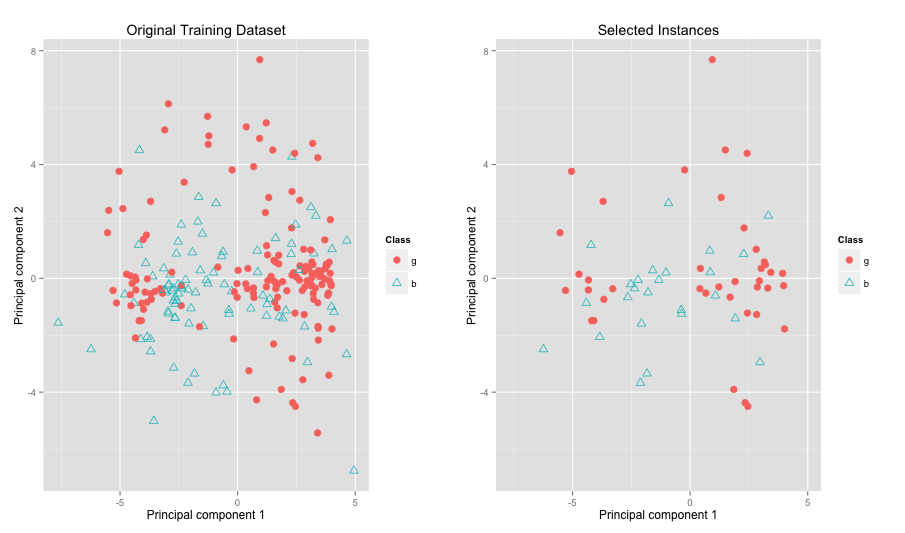 Original Training Dataset
8
4
0
-4
-5
0
5
Principal component 2
Principal component 1
Class
g
b
Selected Instances
8
4
0
-4
-5
0
5
Principal component 2
Principal component 1
Class
g
b